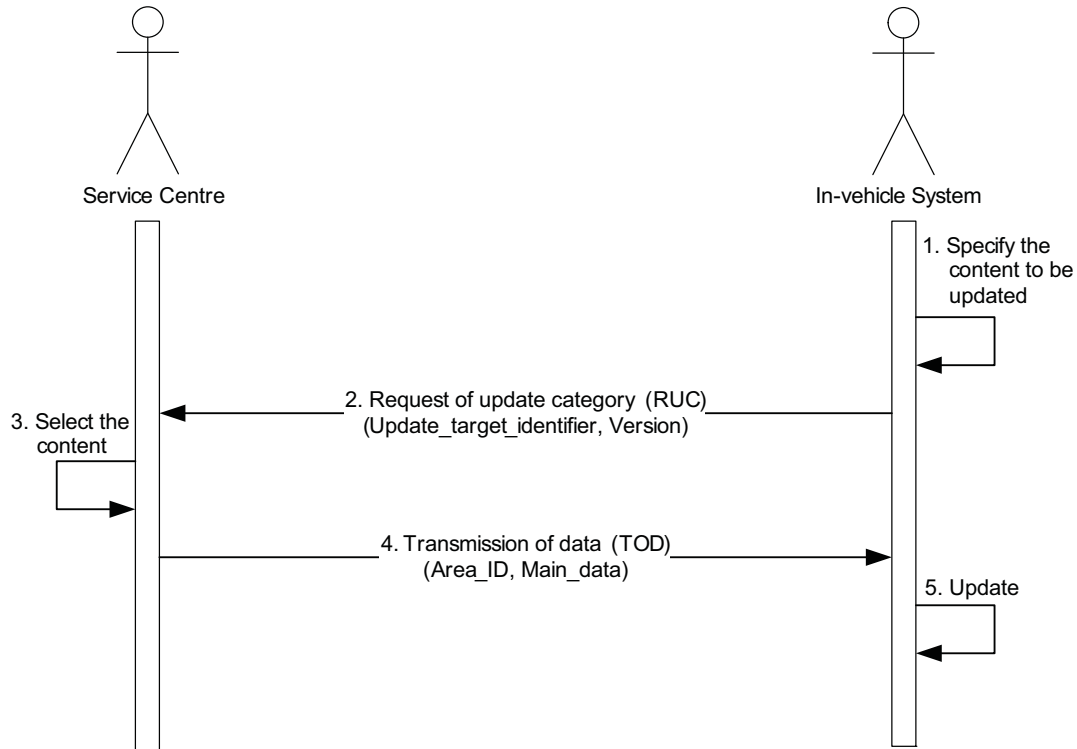 Service Centre
In-vehicle System
1. Specify the
content to be
updated
2. Request of update category (RUC)
(Update_target_identifier, Version)
3. Select the
content
4. Transmission of data (TOD)
(Area_ID, Main_data)
5. Update